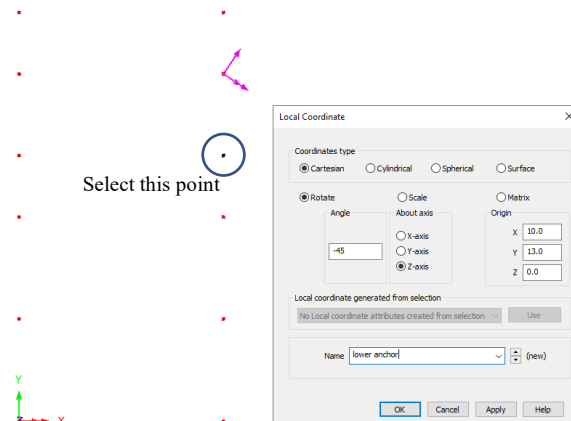 Select this point
Local Coordinate
Coordinates type
Cartesian Cylindrical Spherical Surface
Rotate Scale Matrix
Angle About axis Origin
-45
X-axis
Y-axis
Z-axis
X 10.0
Y 13.0
Z 0.0
Local coordinate generated from selection
No Local coordinate attributes created from selection Use
Name lower anchor (new)
OK Cancel Apply Help
Y
X